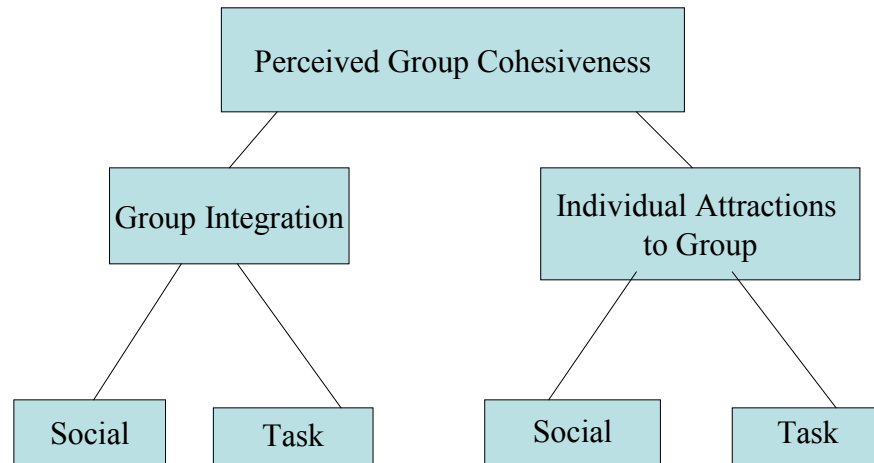 Perceived Group Cohesiveness
Group Integration
Individual Attractions
to Group
Social
Task
Social
Task